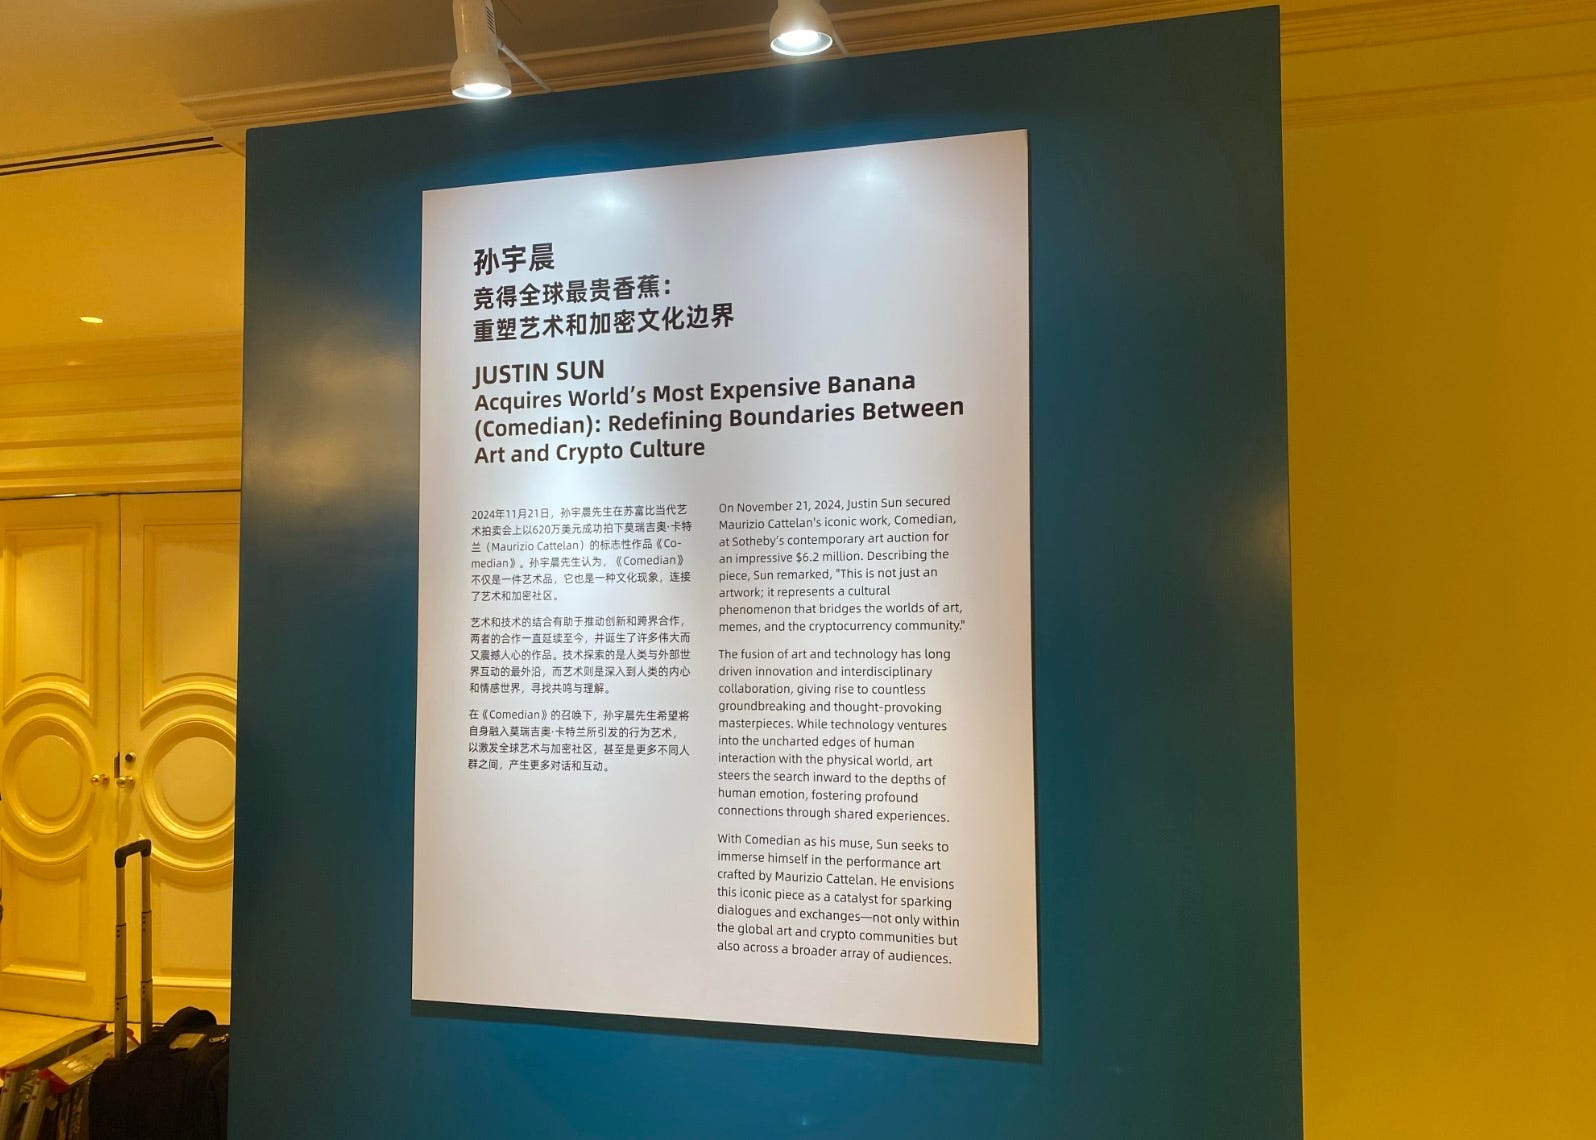 孙宇晨
竞得全球最贵香蕉：
重塑艺术和加密文化边界
JUSTIN SUN
Acquires World’s Most Expensive Banana
(Comedian): Redefining Boundaries Between
Art and Crypto Culture
2024年11月21日，孙宇晨先生在苏富比当代艺
术拍卖会上以620万美元成功拍下莫瑞吉奥·卡特
兰（Maurizio Cattelan）的标志性作品《Co-
median》。孙宇晨先生认为，《Comedian》
不仅是一件艺术品，它也是一种文化现象，连接
了艺术和加密社区。
艺术和技术的结合有助于推动创新和跨界合作，
两者的合作一直延续至今，并诞生了许多伟大而
又震撼人心的作品。技术探索的是人类与外部世
界互动的最外沿，而艺术则是深入到人类的内心
和情感世界，寻找共鸣与理解。
在《Comedian》的召唤下，孙宇晨先生希望将
自身融入莫瑞吉奥·卡特兰所引发的行为艺术，
以激发全球艺术与加密社区，甚至是更多不同人
群之间，产生更多对话和互动。
On November 21, 2024, Justin Sun secured
Maurizio Cattelan's iconic work, Comedian,
at Sotheby’s contemporary art auction for
an impressive $6.2 million. Describing the
piece, Sun remarked, "This is not just an
artwork; it represents a cultural
phenomenon that bridges the worlds of art,
memes, and the cryptocurrency community."
The fusion of art and technology has long
driven innovation and interdisciplinary
collaboration, giving rise to countless
groundbreaking and thought-provoking
masterpieces. While technology ventures
into the uncharted edges of human
interaction with the physical world, art
steers the search inward to the depths of
human emotion, fostering profound
connections through shared experiences.
With Comedian as his muse, Sun seeks to
immerse himself in the performance art
crafted by Maurizio Cattelan. He envisions
this iconic piece as a catalyst for sparking
dialogues and exchanges—not only within
the global art and crypto communities but
also across a broader array of audiences.